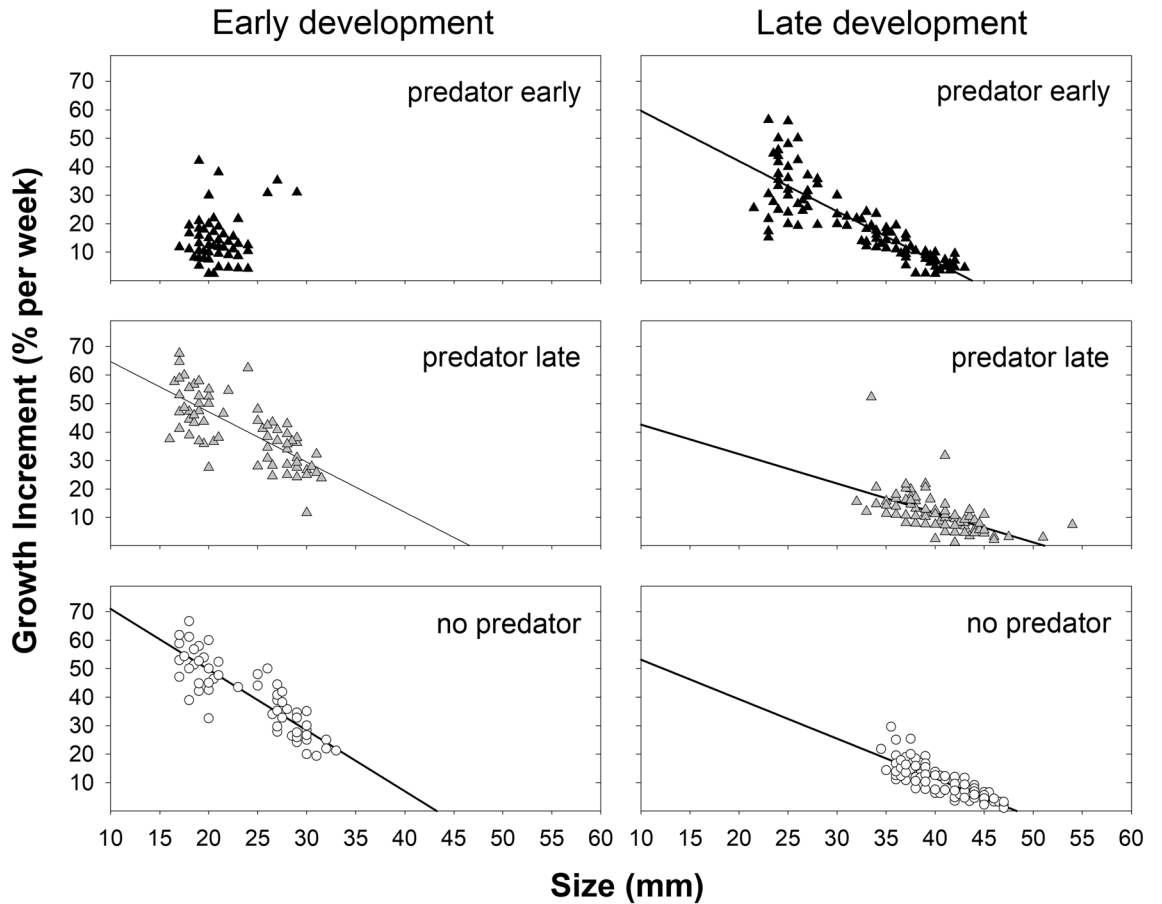 Early development
Late development
Growth Increment (% per week)
predator early
70
60
50
40
30
20
10
predator early
predator late
70
60
50
40
30
20
10
predator late
no predator
70
60
50
40
30
20
10
no predator
10 15 20 25 30 35 40 45 50 55 60
10 15 20 25 30 35 40 45 50 55 60
Size (mm)